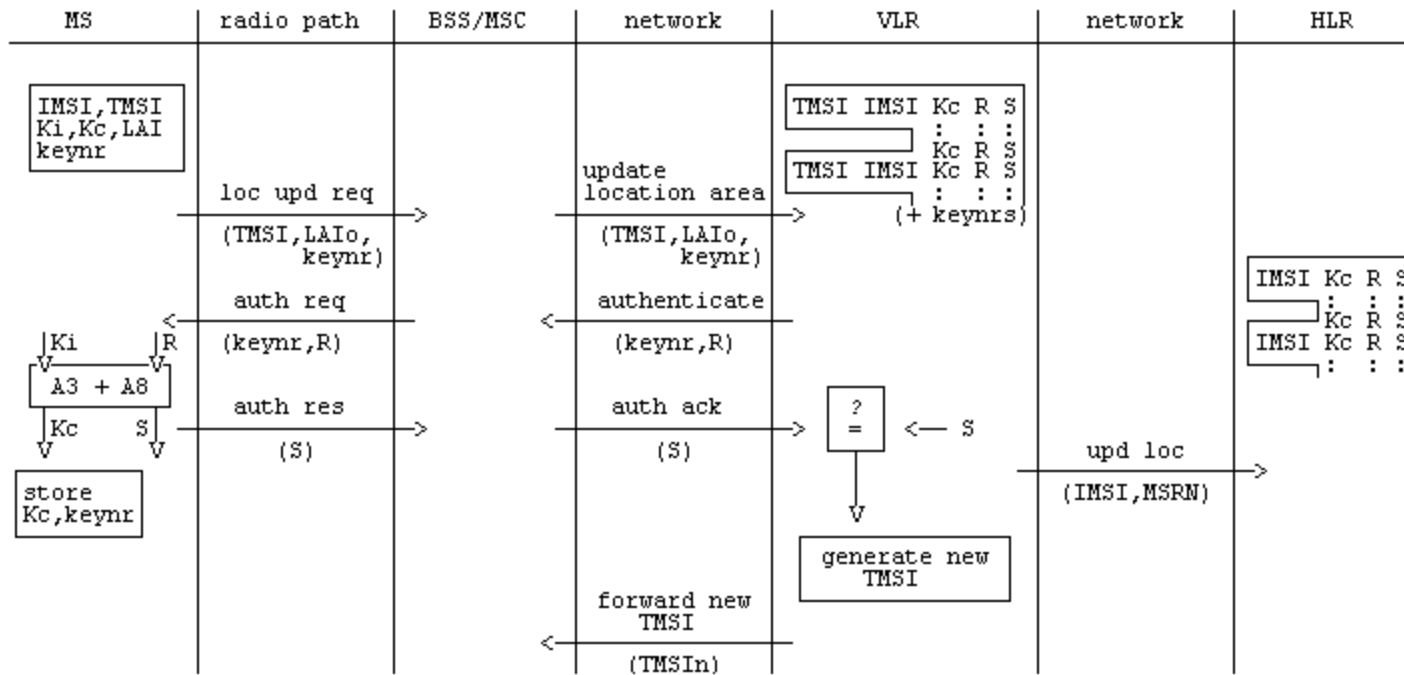 MS radio path BSS/MSC network VLR network HLR
IMSI,TMSI
Ki,Kc,LAI
keynr
TMSI IMSI Kc R S
: : :
Kc R S
TMSI IMSI Kc R S
: : :
(+ keynrs)
loc upd req
(TMSI,LAIo,
keynr)
update
location area
(TMSI,LAIo,
keynr)
IMSI Kc R S
: : :
Kc R S
IMSI Kc R S
: : :
auth req
(keynr,R)
authenticate
(keynr,R)
Ki R
A3 + A8
Kc S
auth res
(S)
auth ack
(S)
?
=
S
upd loc
(IMSI,MSRN)
store
Kc,keynr
generate new
TMSI
forward new
TMSI
(TMSIn)